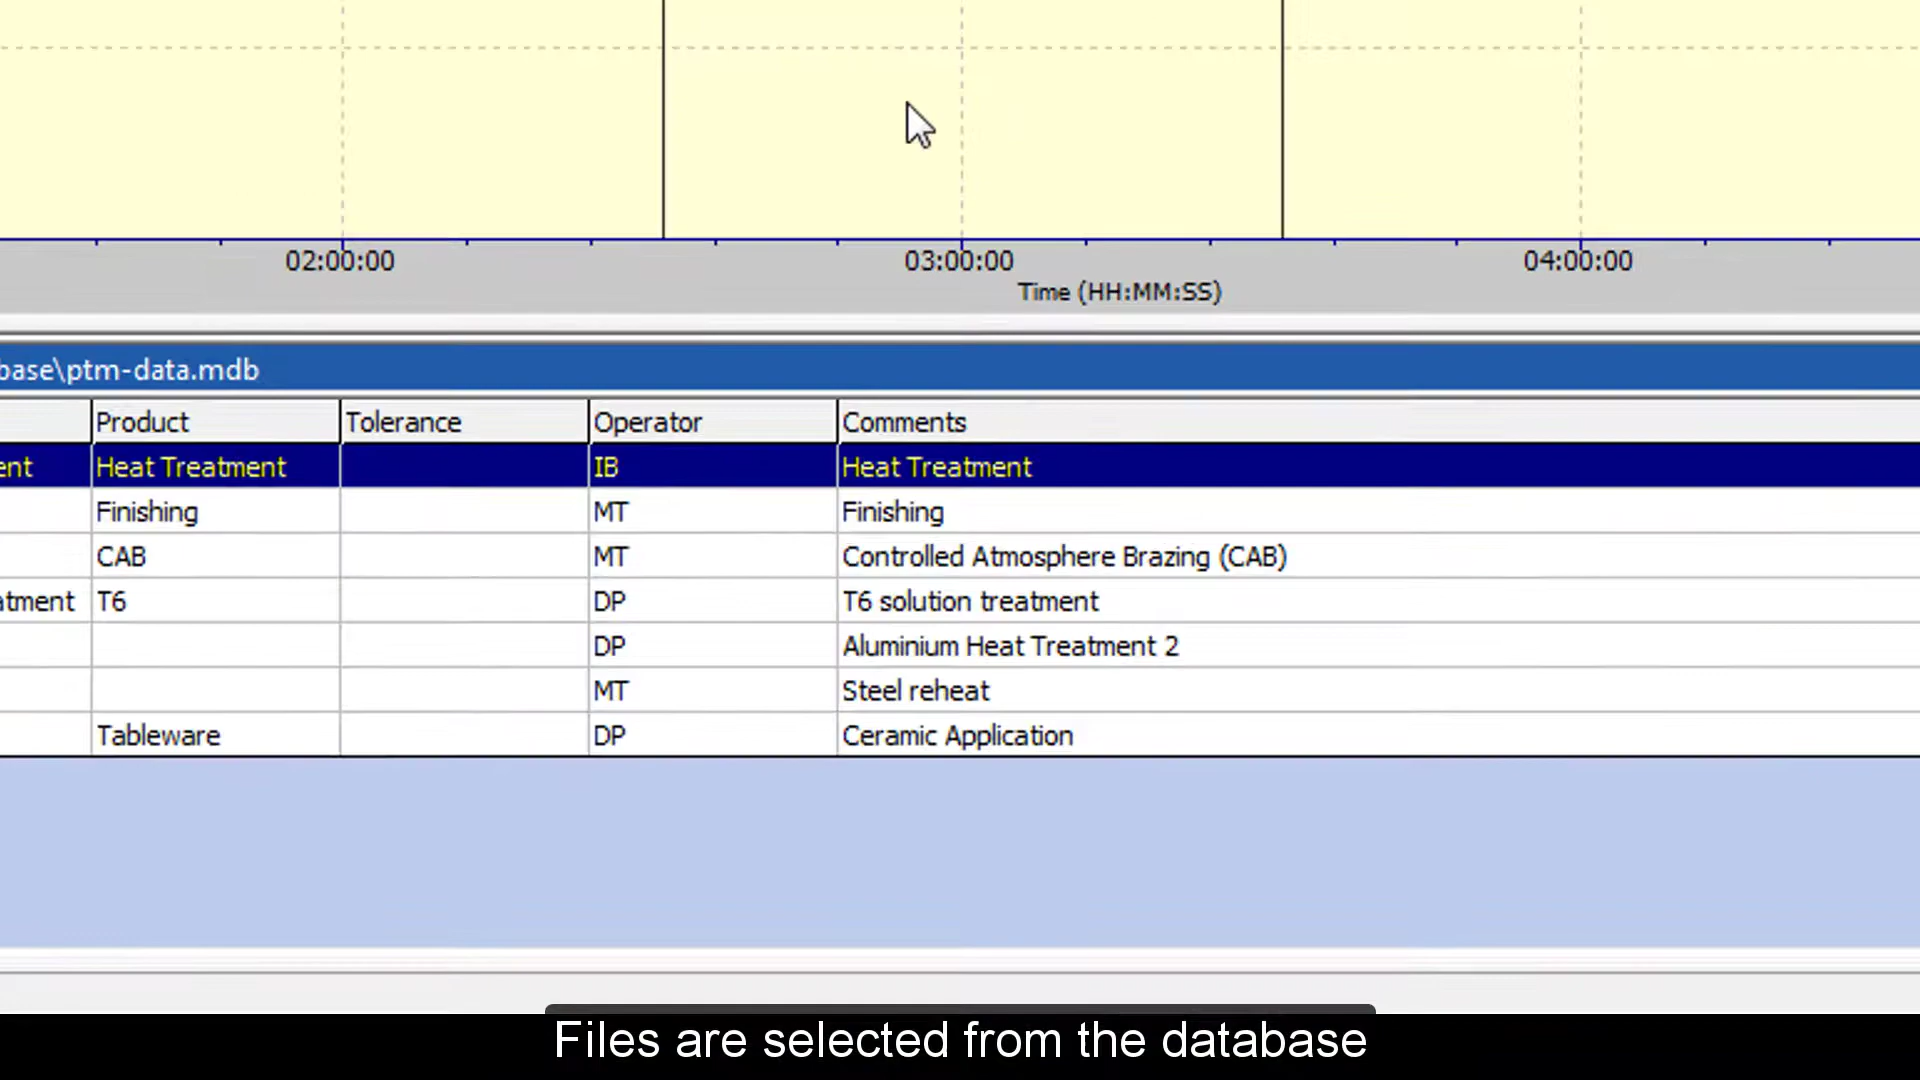 02:00:00 03:00:00 04:00:00
Time (HH:MM:SS)
base\ptm-data.mdb
Product Tolerance Operator Comments
ent Heat Treatment IB Heat Treatment
Finishing MT Finishing
CAB MT Controlled Atmosphere Brazing (CAB)
atment T6 DP T6 solution treatment
DP Aluminium Heat Treatment 2
MT Steel reheat
Tableware DP Ceramic Application
Files are selected from the database